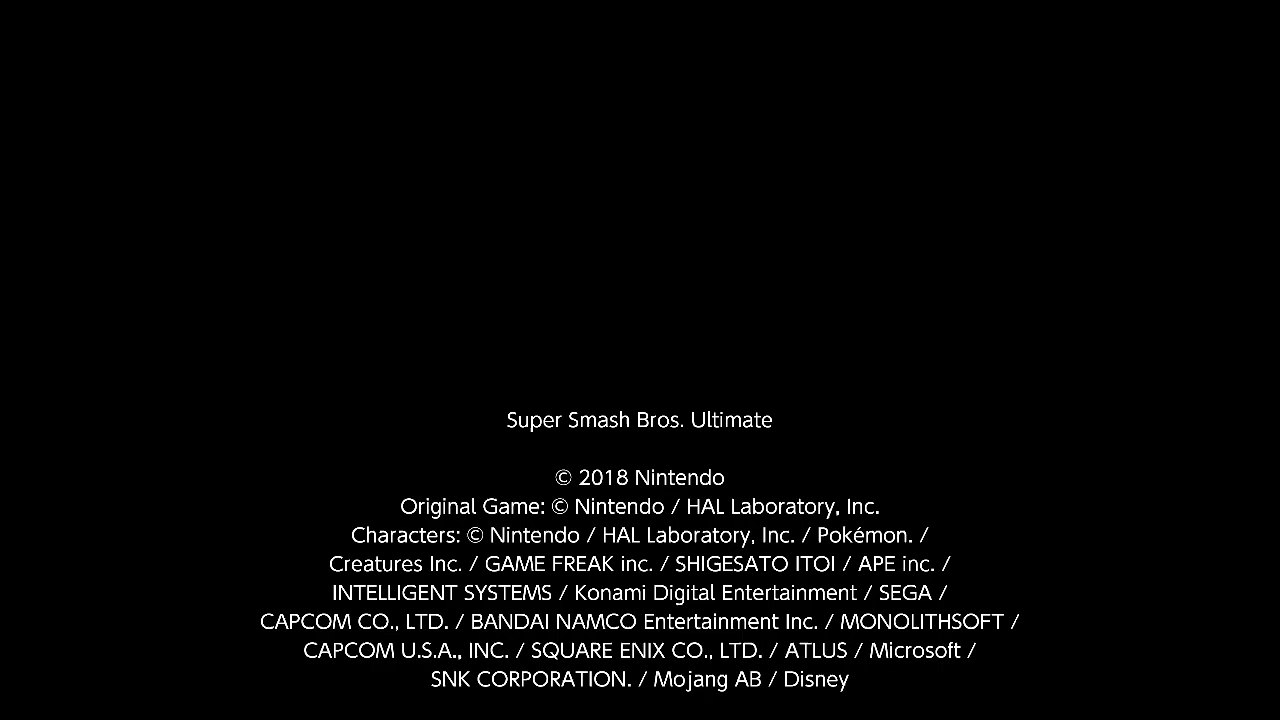 Super Smash Bros. Ultimate
© 2018 Nintendo
Original Game: © Nintendo / HAL Laboratory, Inc.
Characters: © Nintendo / HAL Laboratory, Inc. / Pokémon. /
Creatures Inc. / GAME FREAK inc. / SHIGESATO ITOI / APE inc. /
INTELLIGENT SYSTEMS / Konami Digital Entertainment / SEGA /
CAPCOM CO., LTD. / BANDAI NAMCO Entertainment Inc. / MONOLITHSOFT /
CAPCOM U.S.A., INC. / SQUARE ENIX CO., LTD. / ATLUS / Microsoft /
SNK CORPORATION. / Mojang AB / Disney